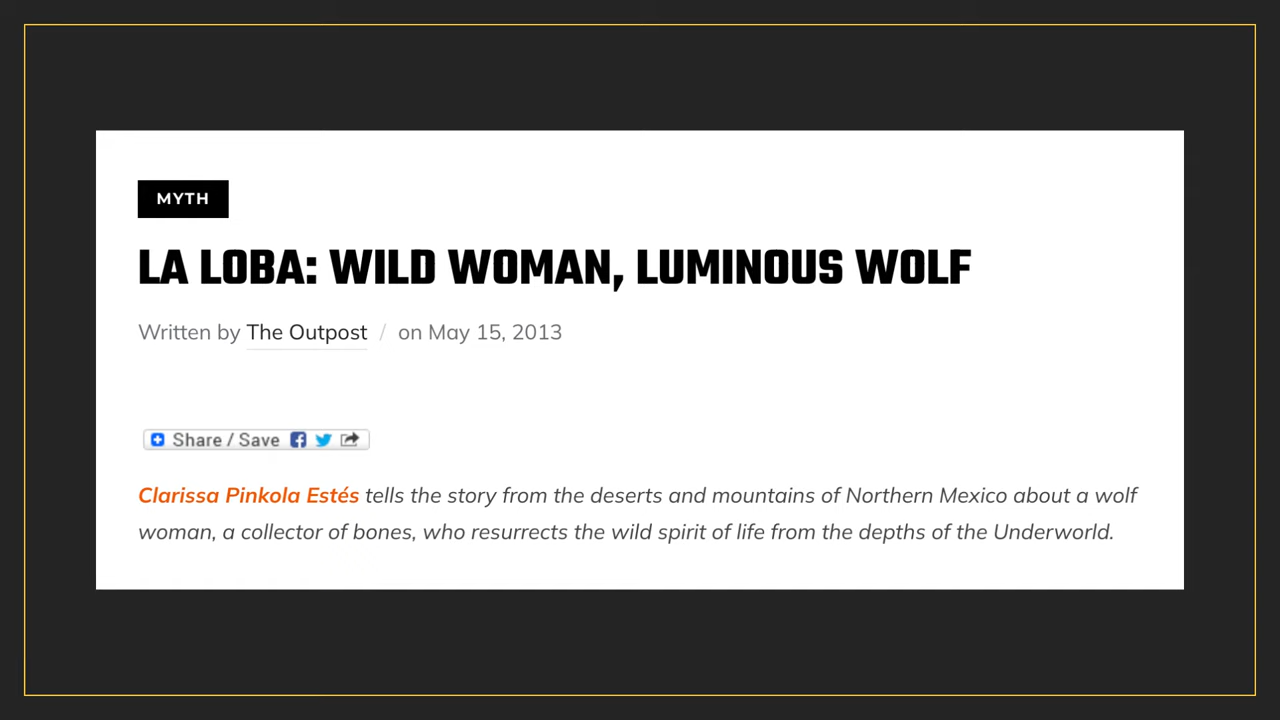 MYTH
LA LOBA: WILD WOMAN, LUMINOUS WOLF
Written by The Outpost / on May 15, 2013
Share / Save
Clarissa Pinkola Estés tells the story from the deserts and mountains of Northern Mexico about a wolf
woman, a collector of bones, who resurrects the wild spirit of life from the depths of the Underworld.